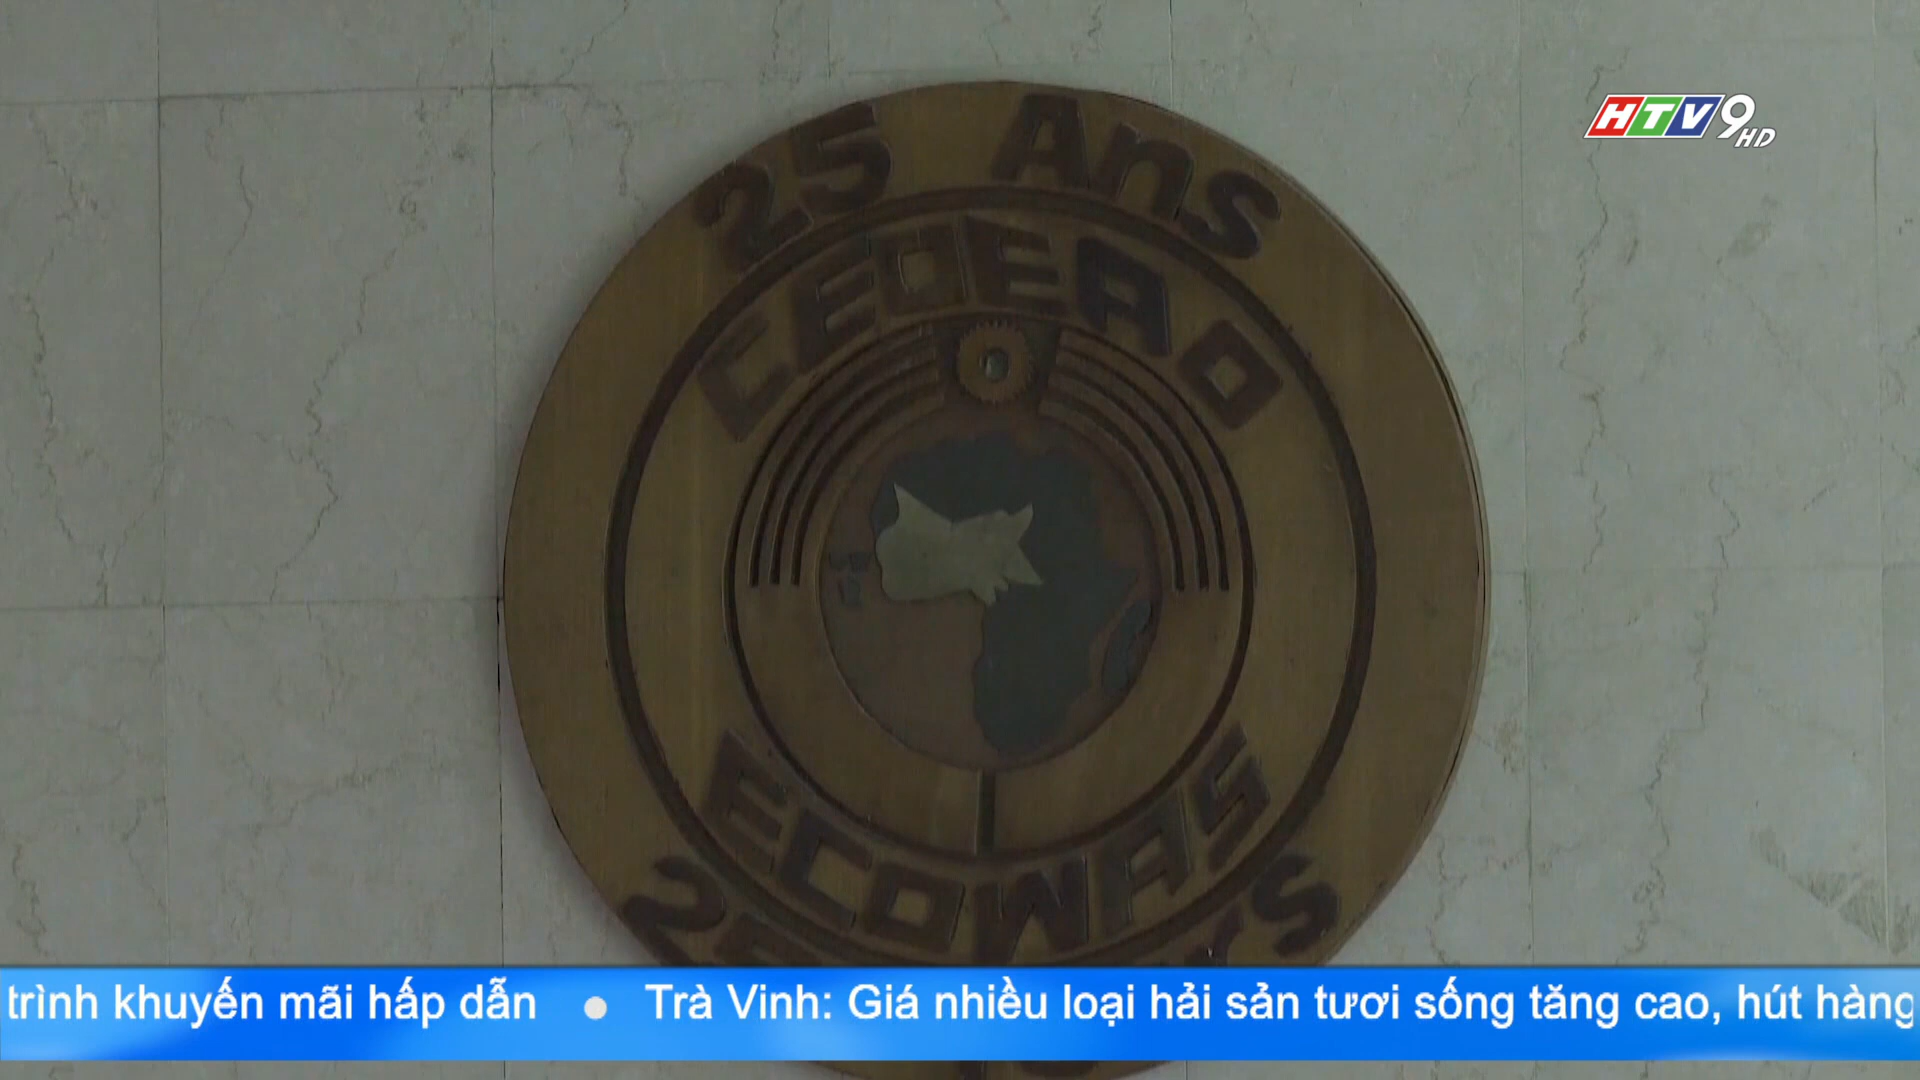 HTV9 HD
25 Ans
CEDEAO
ECOWAS
trình khuyến mãi hấp dẫn ● Trà Vinh: Giá nhiều loại hải sản tươi sống tăng cao, hút hàng